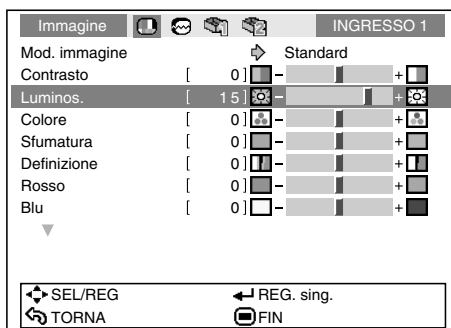 Immagine INGRESSO 1
Mod. immagine Standard
Contrasto [ 0] - +
Luminos. [ 15] - +
Colore [ 0] - +
Sfumatura [ 0] - +
Definizione [ 0] - +
Rosso [ 0] - +
Blu [ 0] - +
SEL/REG REG. sing.
TORNA FIN